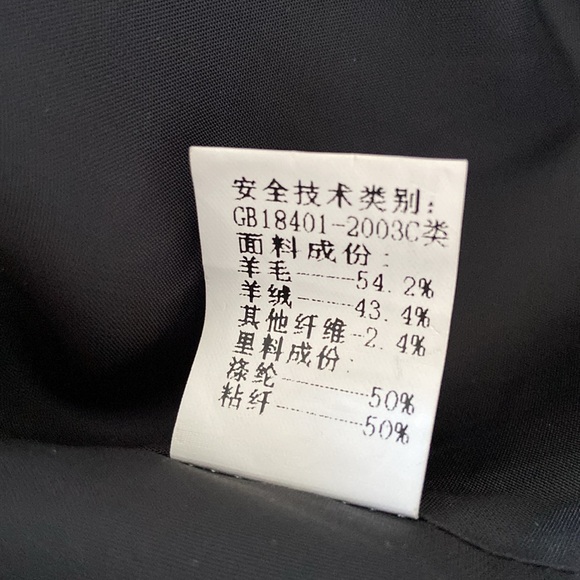 安全技术类别:
GB18401-2003C类
面料成份:
羊毛------54.2%
羊绒------43.4%
其他纤维-2.4%
里料成份:
涤纶---------50%
粘纤---------50%